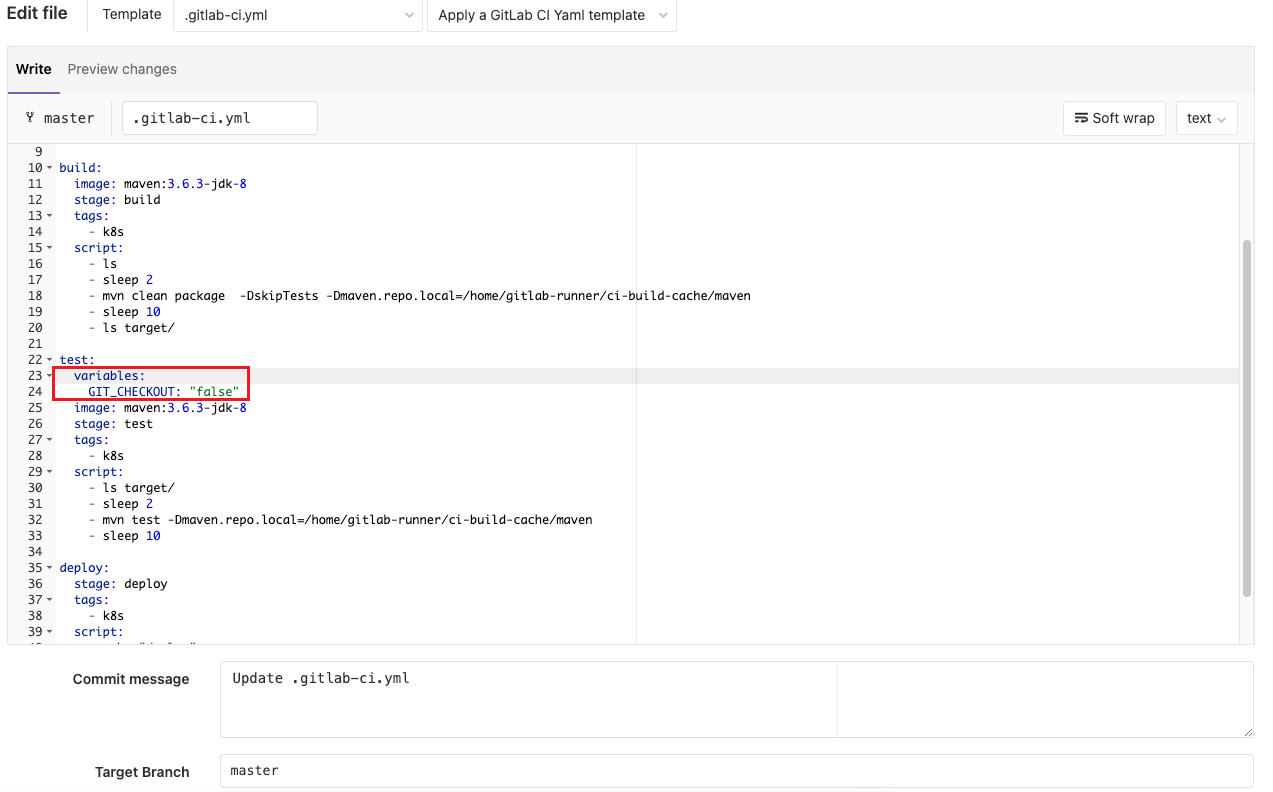 Edit file Template .gitlab-ci.yml Apply a GitLab CI Yaml template
Write Preview changes
master .gitlab-ci.yml Soft wrap text
9
10 build:
11 image: maven:3.6.3-jdk-8
12 stage: build
13 tags:
14 - k8s
15 script:
16 - ls
17 - sleep 2
18 - mvn clean package  -DskipTests -Dmaven.repo.local=/home/gitlab-runner/ci-build-cache/maven
19 - sleep 10
20 - ls target/
21
22 test:
23 variables:
24 GIT_CHECKOUT: "false"
25 image: maven:3.6.3-jdk-8
26 stage: test
27 tags:
28 - k8s
29 script:
30 - ls target/
31 - sleep 2
32 - mvn test -Dmaven.repo.local=/home/gitlab-runner/ci-build-cache/maven
33 - sleep 10
34
35 deploy:
36 stage: deploy
37 tags:
38 - k8s
39 script:
Commit message Update .gitlab-ci.yml
Target Branch master